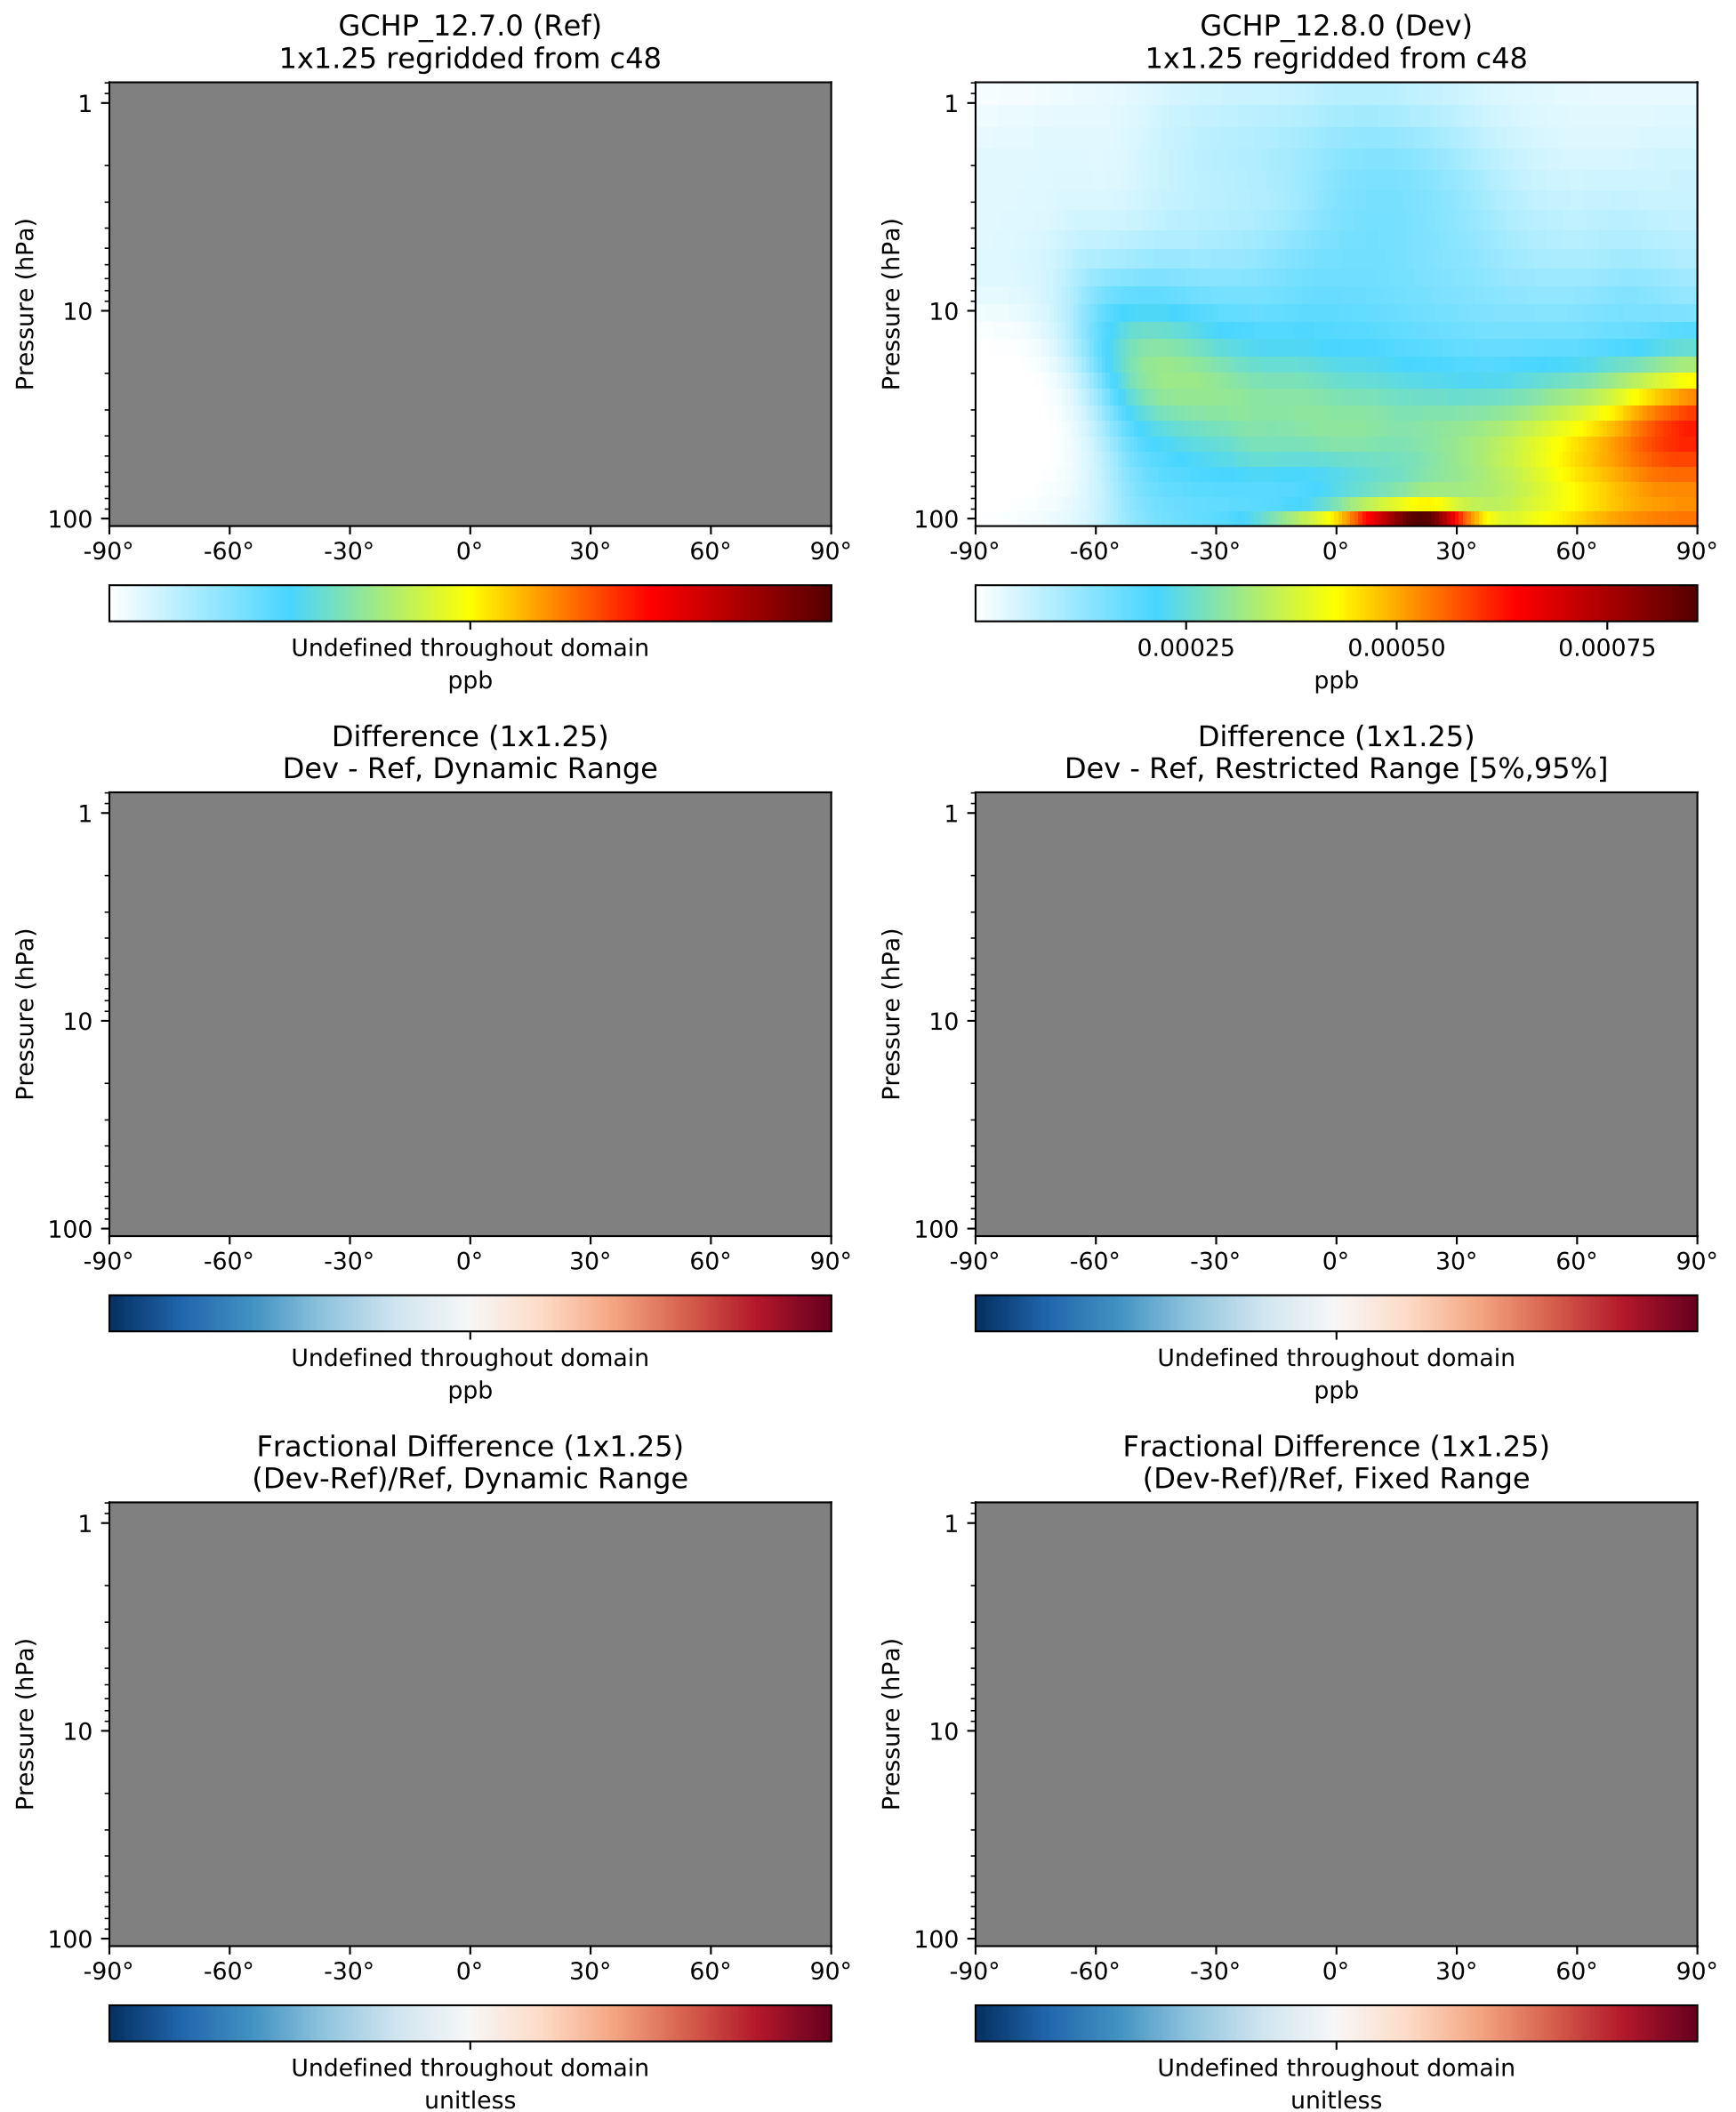 GCHP_12.7.0 (Ref)
1x1.25 regridded from c48
Pressure (hPa)
1
10
100
-90° -60° -30° 0° 30° 60° 90°
Undefined throughout domain
ppb
GCHP_12.8.0 (Dev)
1x1.25 regridded from c48
Pressure (hPa)
1
10
100
-90° -60° -30° 0° 30° 60° 90°
0.00025 0.00050 0.00075
ppb
Difference (1x1.25)
Dev - Ref, Dynamic Range
Pressure (hPa)
1
10
100
-90° -60° -30° 0° 30° 60° 90°
Undefined throughout domain
ppb
Difference (1x1.25)
Dev - Ref, Restricted Range [5%,95%]
Pressure (hPa)
1
10
100
-90° -60° -30° 0° 30° 60° 90°
Undefined throughout domain
ppb
Fractional Difference (1x1.25)
(Dev-Ref)/Ref, Dynamic Range
Pressure (hPa)
1
10
100
-90° -60° -30° 0° 30° 60° 90°
Undefined throughout domain
unitless
Fractional Difference (1x1.25)
(Dev-Ref)/Ref, Fixed Range
Pressure (hPa)
1
10
100
-90° -60° -30° 0° 30° 60° 90°
Undefined throughout domain
unitless